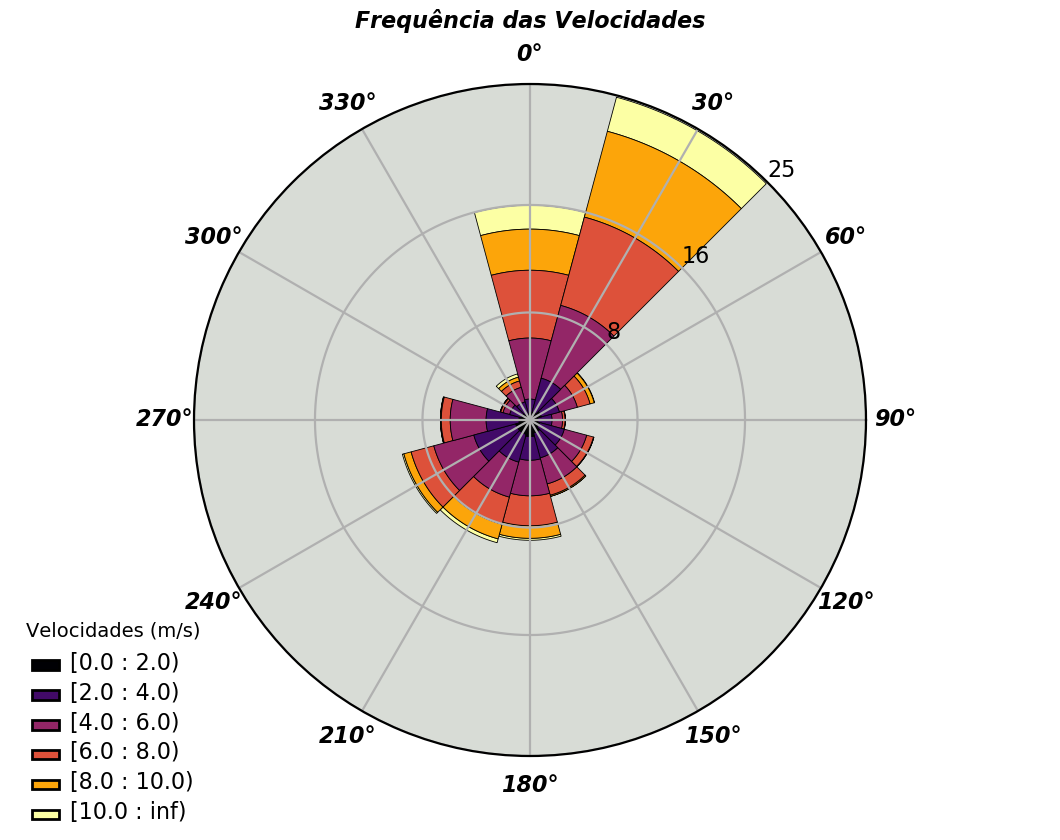 Frequência das Velocidades
0°
330°
30°
25
300°
60°
16
8
270°
90°
240°
120°
210°
150°
180°
Velocidades (m/s)
[0.0 : 2.0)
[2.0 : 4.0)
[4.0 : 6.0)
[6.0 : 8.0)
[8.0 : 10.0)
[10.0 : inf)